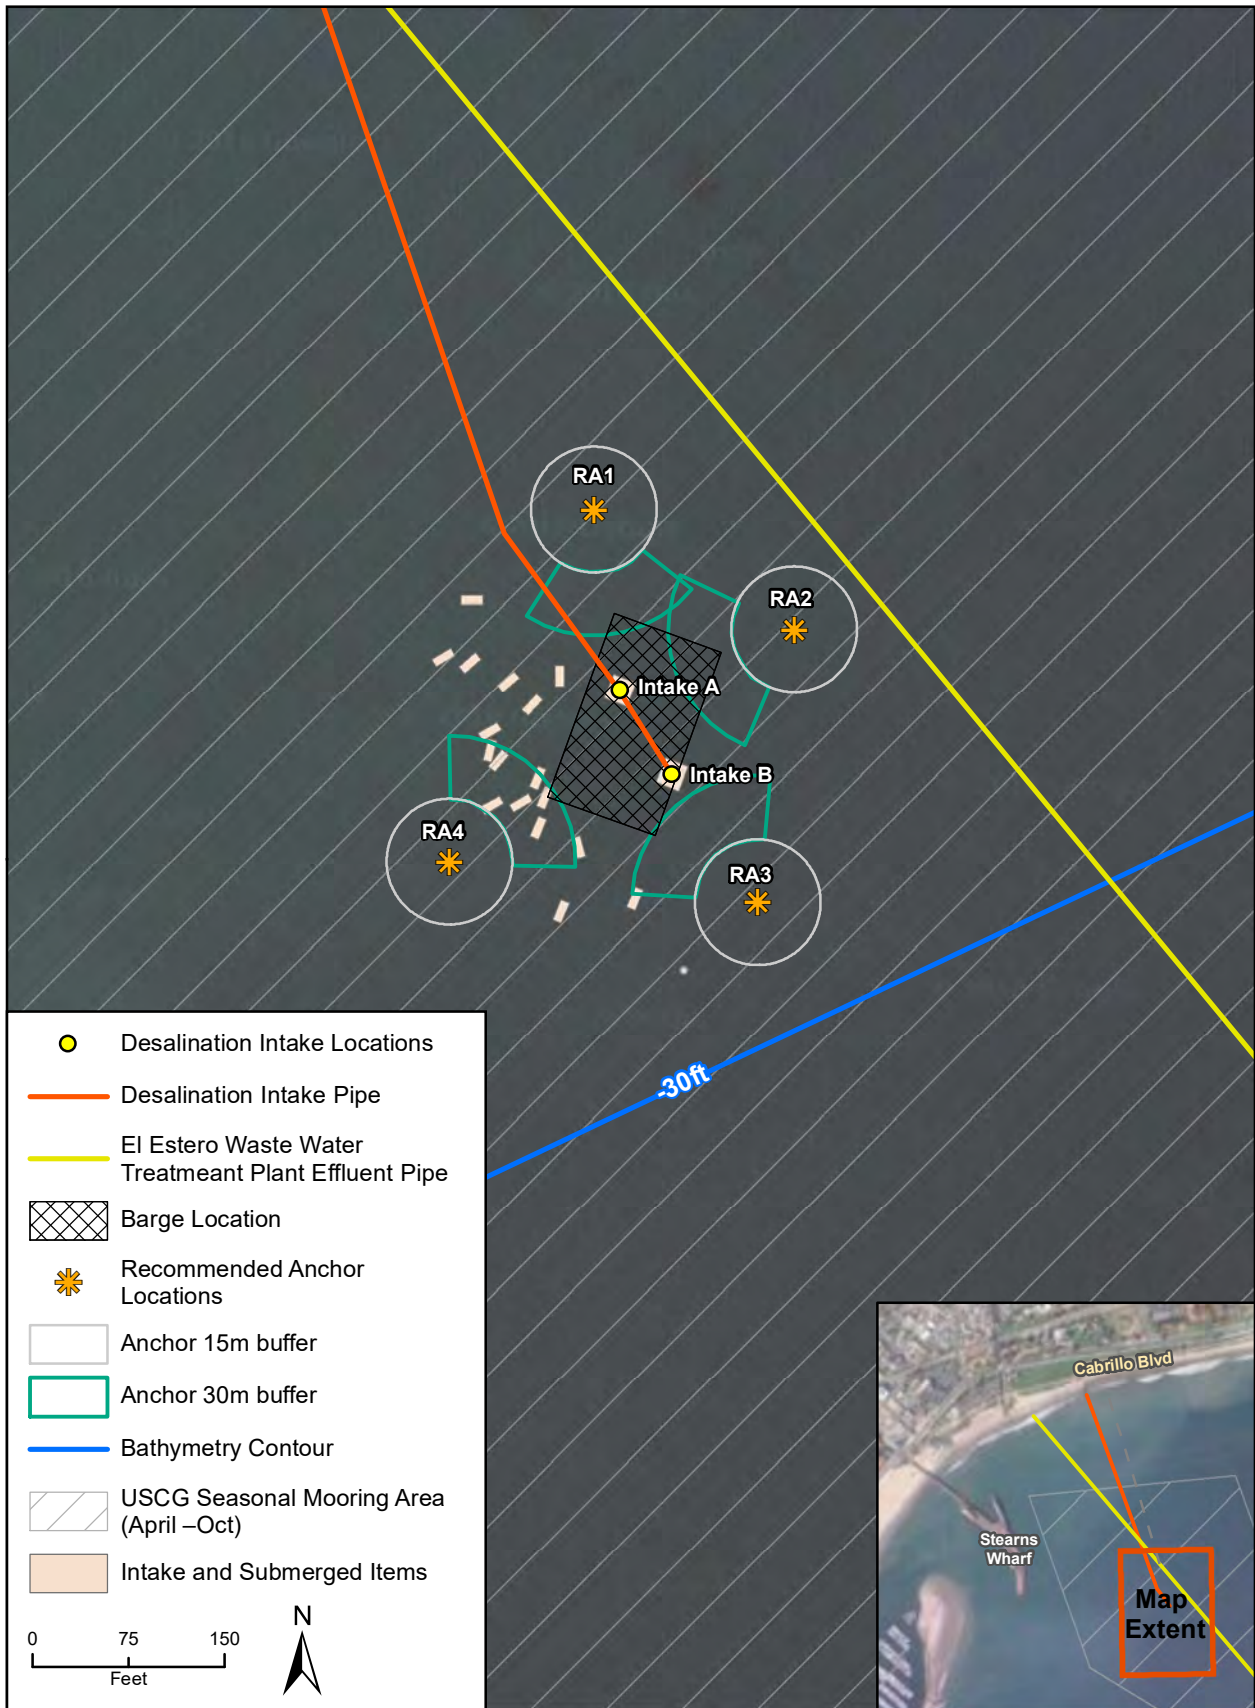 RA1
RA2
Intake A
Intake B
RA4
RA3
-30ft
Desalination Intake Locations
Desalination Intake Pipe
El Estero Waste Water
Treatmeant Plant Effluent Pipe
Barge Location
Recommended Anchor
Locations
Anchor 15m buffer
Anchor 30m buffer
Bathymetry Contour
USCG Seasonal Mooring Area
(April –Oct)
Intake and Submerged Items
0 75 150
Feet
N
Cabrillo Blvd
Stearns
Wharf
Map
Extent